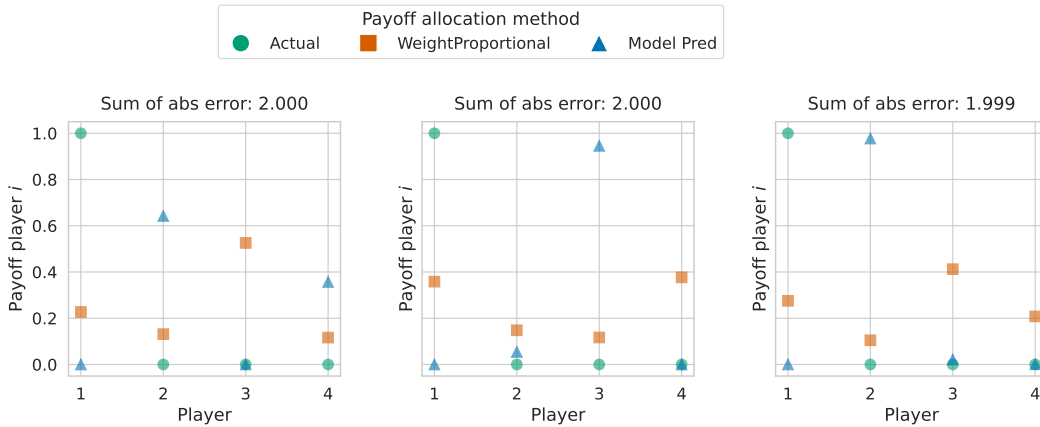 Payoff allocation method
Actual WeightProportional Model Pred
Sum of abs error: 2.000
Payoff player i
1.0
0.8
0.6
0.4
0.2
0.0
1 2 3 4
Player
Sum of abs error: 2.000
Payoff player i
1 2 3 4
Player
Sum of abs error: 1.999
Payoff player i
1 2 3 4
Player